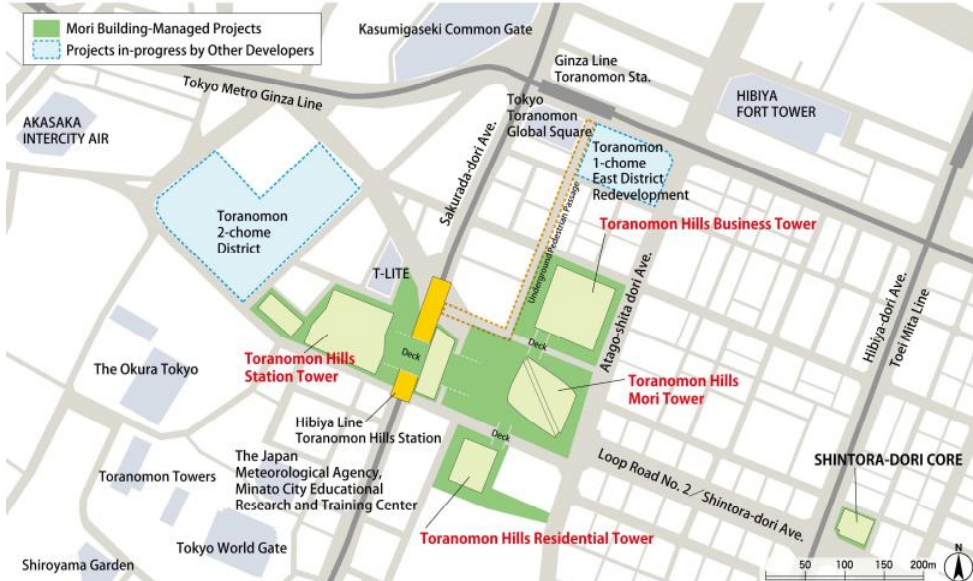 Mori Building-Managed Projects
Projects in-progress by Other Developers
Kasumigaseki Common Gate
Ginza Line
Toranomon Sta.
Tokyo Metro Ginza Line
AKASAKA
INTERCITY AIR
Sakurada-dori Ave.
Tokyo
Toranomon
Global Square
HIBIYA
FORT TOWER
Toranomon
1-chome
East District
Redevelopment
Underground Pedestrian Passage
Toranomon
2-chome
District
Toranomon Hills Business Tower
T-LITE
Atago-shita dori Ave.
Hibiya-dori Ave.
Toei Mita Line
Deck
Deck
Toranomon Hills
Station Tower
The Okura Tokyo
Toranomon Hills
Mori Tower
Hibiya Line
Toranomon Hills Station
Deck
Loop Road No. 2／Shintora-dori Ave.
SHINTORA-DORI CORE
Toranomon Towers
The Japan
Meteorological Agency,
Minato City Educational
Research and Training Center
Toranomon Hills Residential Tower
Tokyo World Gate
Shiroyama Garden
N
50 100 150 200m